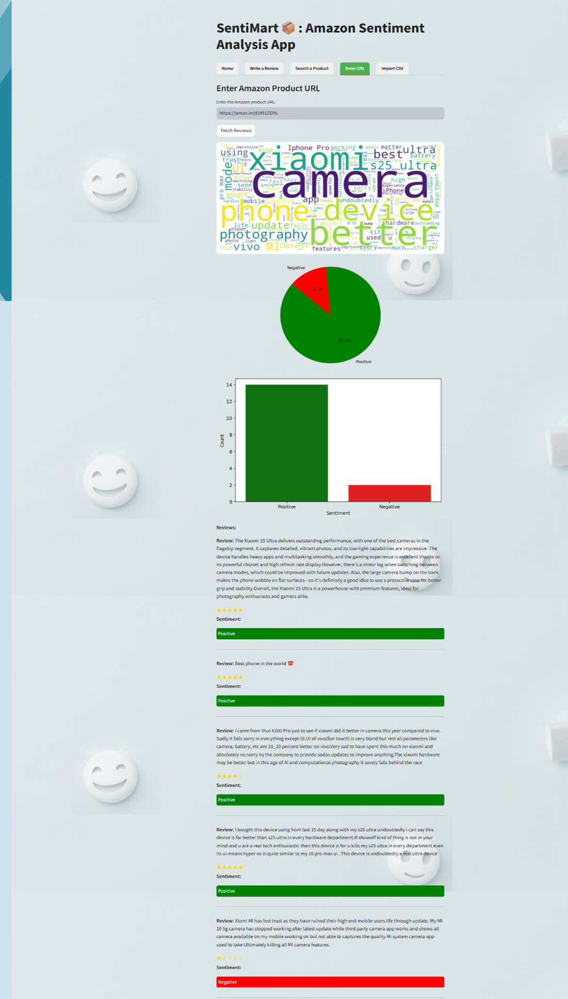 SentiMart 📦 : Amazon Sentiment
Analysis App
Home
Write a Review
Search a Product
Enter URL
Import CSV
Enter Amazon Product URL
Enter the Amazon product URL:
https://amzn.in/d/d91ZDYs
Fetch Reviews
xiaomi
camera
phone
device
better
Iphone Pro
working
using
mind
best
matter
ultra
battery
trust
heavy
UI
mode
s25 ultra
real
pro max
seen
fast
future
high
minor
iPhone
sorry
department
performance
bought
mobile
flagship
app
thanks
undoubtedly
life
update
falls
photography
vivo
MI
captures
features
hardware
outstanding
kit
used
u
display
every
improve
much
charger
Negative
12.5%
87.5%
Positive
14
12
10
8
6
4
2
0
Count
Positive
Negative
Sentiment
Reviews:
Review: The Xiaomi 15 Ultra delivers outstanding performance, with one of the best cameras in the
flagship segment. It captures detailed, vibrant photos, and its low-light capabilities are impressive. The
device handles heavy apps and multitasking smoothly, and the gaming experience is excellent thanks to
its powerful chipset and high refresh rate display.However, there's a minor lag when switching between
camera modes, which could be improved with future updates. Also, the large camera bump on the back
makes the phone wobble on flat surfaces—so it's definitely a good idea to use a protective case for better
grip and stability.Overall, the Xiaomi 15 Ultra is a powerhouse with premium features, ideal for
photography enthusiasts and gamers alike.
★★★★★
Sentiment:
Positive
Review: Best phone in the world
★★★★★
Sentiment:
Positive
Review: I came from Vivo X200 Pro just to see if xiaomi did it better in camera this year compared to vivo.
Sadly it falls sorry in everything except UI.UI of vivo(fun touch) is very bland but rest all parameters like
camera, battery, etc are 10_20 percent better on vivo.Very sad to have spent this much on xiaomi and
absolutely no sorry by the company to provide sodas updates to improve anything.The xiaomi hardware
may be better but in this age of AI and computational photography it sorely falls behind the race
★★★★★
Sentiment:
Positive
Review: I bought this device using from last 15 day along with my s25 ultra undoubtedly i can say this
device is far better than s25 ultra in every hardware department.If showoff kind of thing is not in your
mind and u are a real tech enthusiastic then this device is for u kills my s25 ultra in every department even
its ui means hyper os is quite similar to my 16 pro max ui . This device is undoubtedly a real ultra device
★★★★★
Sentiment:
Positive
Review: Xiomi MI has lost trust as they have ruined their high end mobile users life through update. My MI
10 5g camera has stopped working after latest update while third party camera app works and shows all
camera available on my mobile working ok but not able to captures the quality Mi system camera app
used to take Ultimately killing all MI camera features.
★★★★★
Sentiment:
Negative